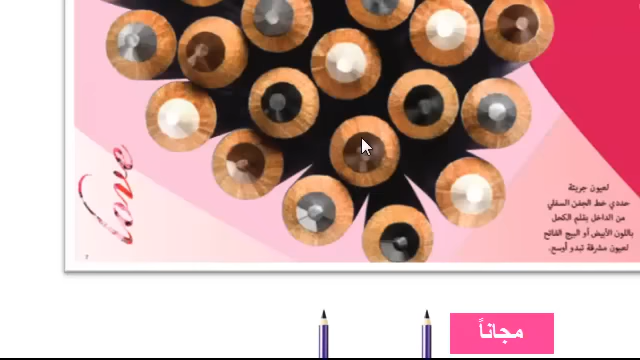 love
لعيون جريئة
حددي خط الجفن السفلي
من الداخل بقلم الكحل
باللون الأبيض أو البيج الفاتح
لعيون مشرقة تبدو أوسع.
مجاناً